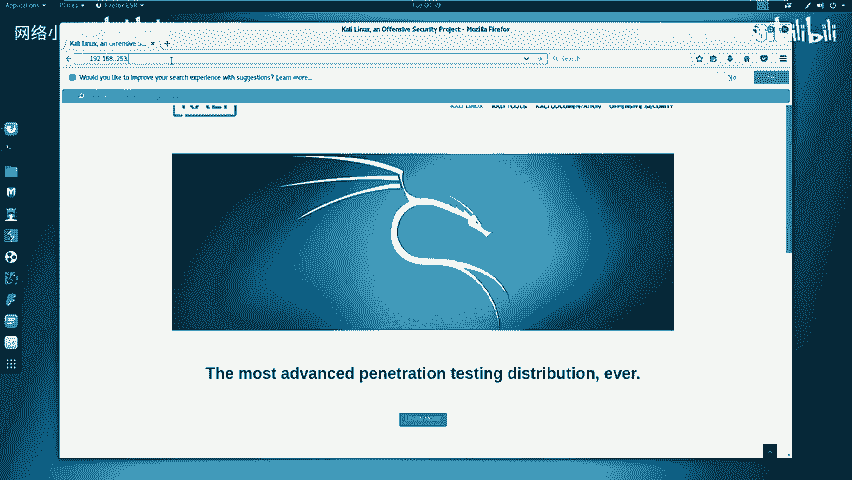 Applications
Firefox ESR
网络小
bilibili
Kali Linux, an Offensive Security Project - Mozilla Firefox
Kali Linux, an Offensive S...
192.168..253.
Search
Would you like to improve your search experience with suggestions? Learn more...
No
KALI LINUX KALI TOOLS KALI DOCUMENTATION OFFENSIVE SECURITY
The most advanced penetration testing distribution, ever.